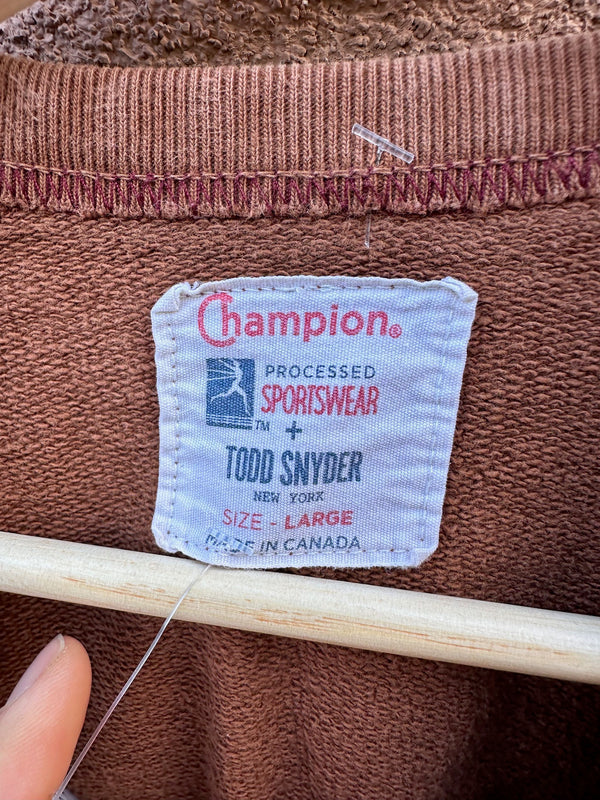 Champion®
PROCESSED
SPORTSWEAR
™ +
TODD SNYDER
NEW YORK
SIZE - LARGE
MADE IN CANADA